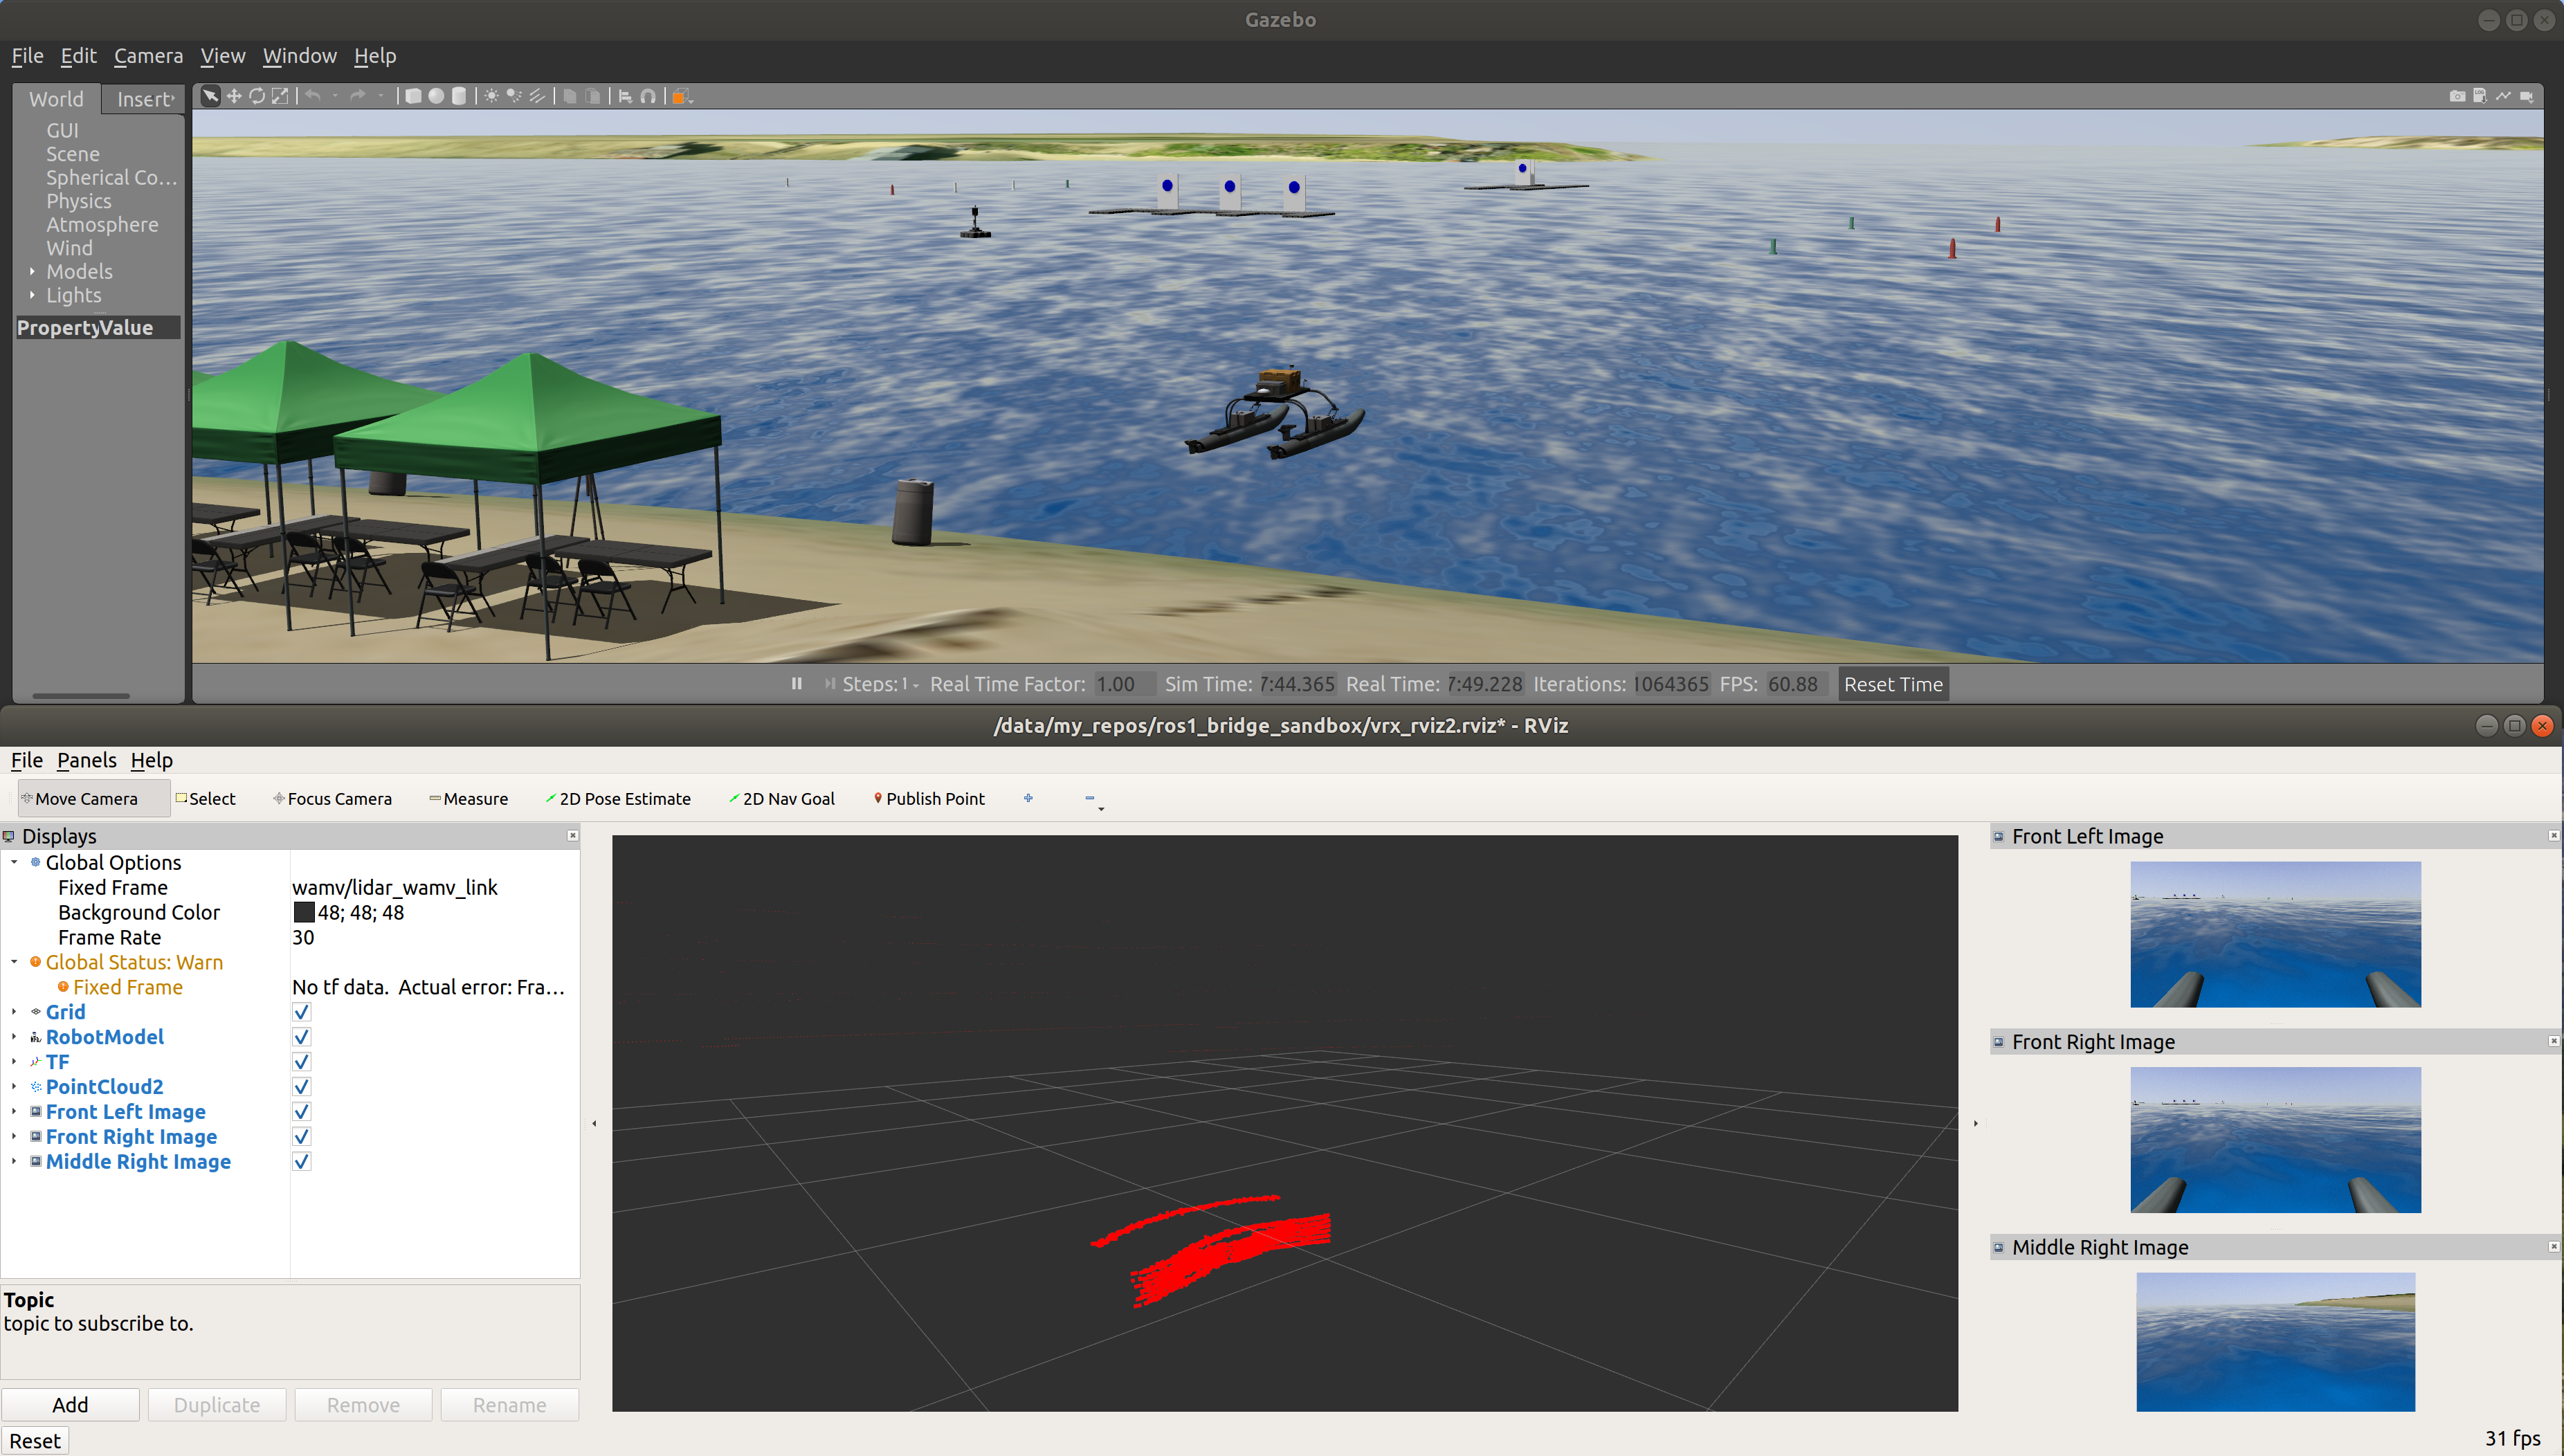 Gazebo
File Edit Camera View Window Help
World Insert
GUI
Scene
Spherical Co...
Physics
Atmosphere
Wind
Models
Lights
PropertyValue
Steps: 1 Real Time Factor: 1.00 Sim Time: 7:44.365 Real Time: 7:49.228 Iterations: 1064365 FPS: 60.88 Reset Time
/data/my_repos/ros1_bridge_sandbox/vrx_rviz2.rviz* - RViz
File Panels Help
Move Camera Select Focus Camera Measure 2D Pose Estimate 2D Nav Goal Publish Point
Displays
Global Options
Fixed Frame wamv/lidar_wamv_link
Background Color 48; 48; 48
Frame Rate 30
Global Status: Warn
Fixed Frame No tf data. Actual error: Fra...
Grid
RobotModel
TF
PointCloud2
Front Left Image
Front Right Image
Middle Right Image
Topic
topic to subscribe to.
Add Duplicate Remove Rename
Reset
Front Left Image
Front Right Image
Middle Right Image
31 fps